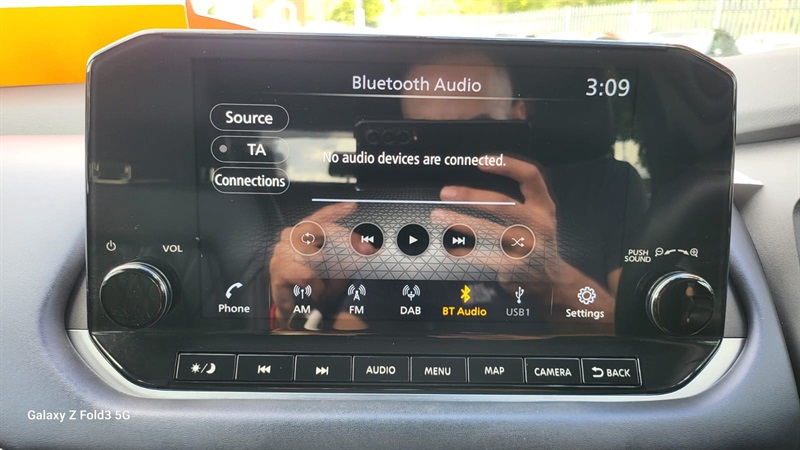 Bluetooth Audio
3:09
Source
TA
No audio devices are connected.
Connections
VOL
PUSH
SOUND
Phone
AM
FM
DAB
BT Audio
USB1
Settings
AUDIO
MENU
MAP
CAMERA
BACK
Galaxy Z Fold3 5G